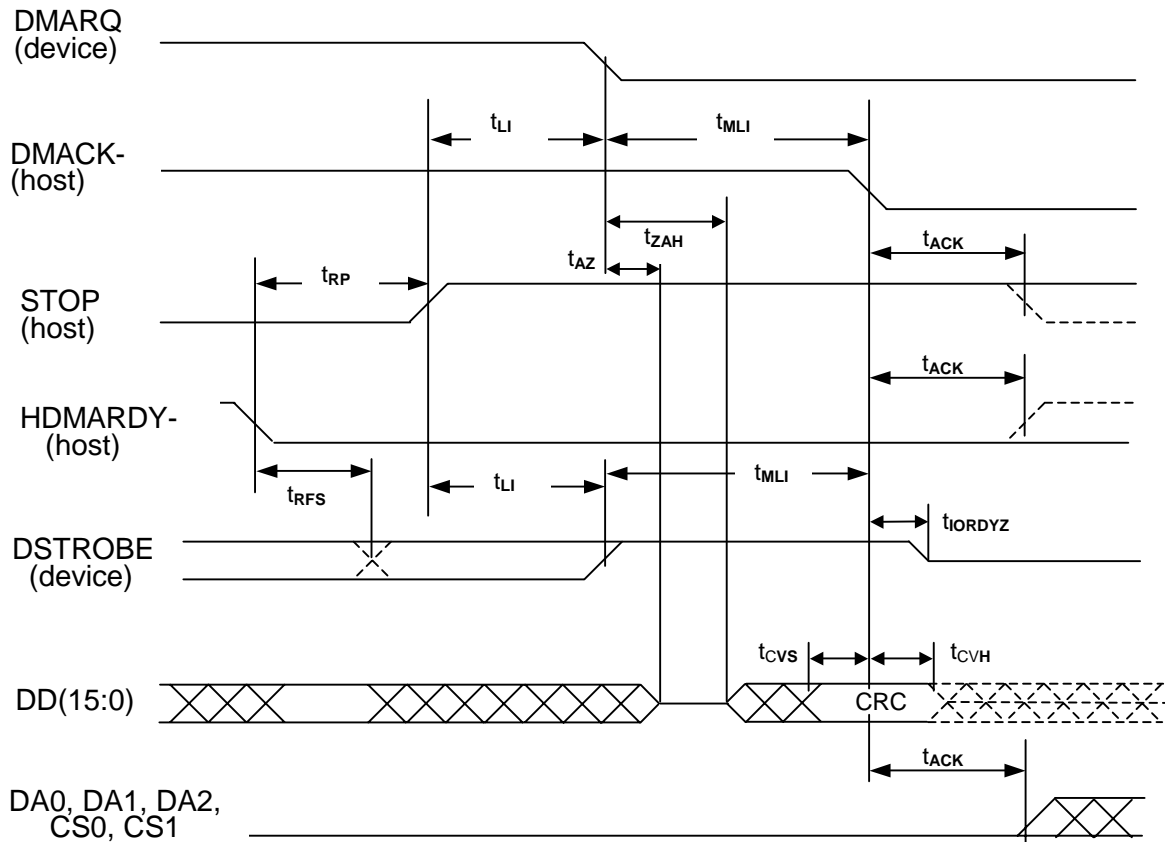 DMARQ
(device)
tLI
tMLI
DMACK-
(host)
tZAH
tACK
tAZ
tRP
STOP
(host)
tACK
HDMARDY-
(host)
tRFS
tLI
tMLI
tIORDYZ
DSTROBE
(device)
tCVS
tCVH
DD(15:0)
CRC
tACK
DA0, DA1, DA2,
CS0, CS1